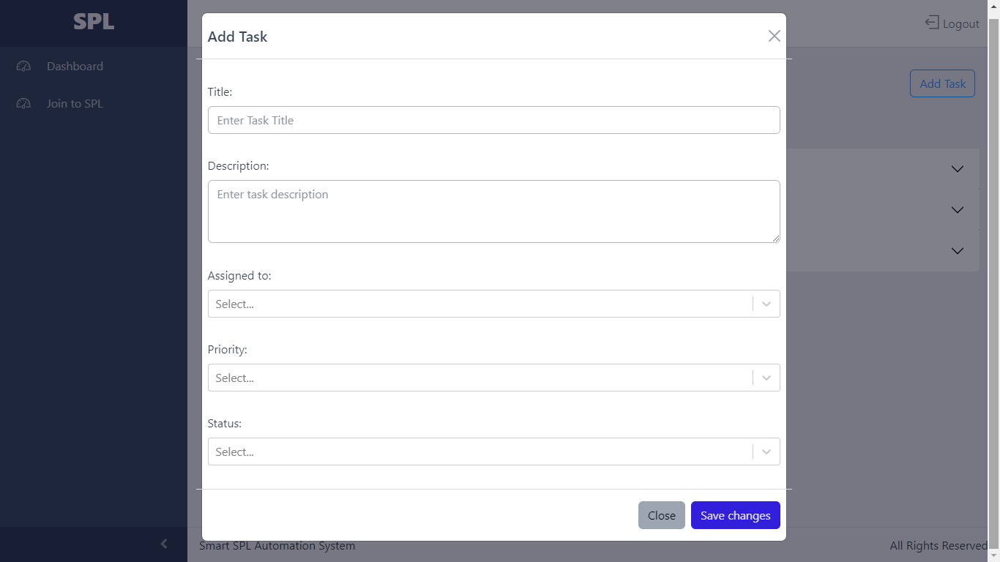 SPL
Dashboard
Join to SPL
Logout
Add Task
Add Task
Title:
Enter Task Title
Description:
Enter task description
Assigned to:
Select...
Priority:
Select...
Status:
Select...
Close
Save changes
Smart SPL Automation System
All Rights Reserved